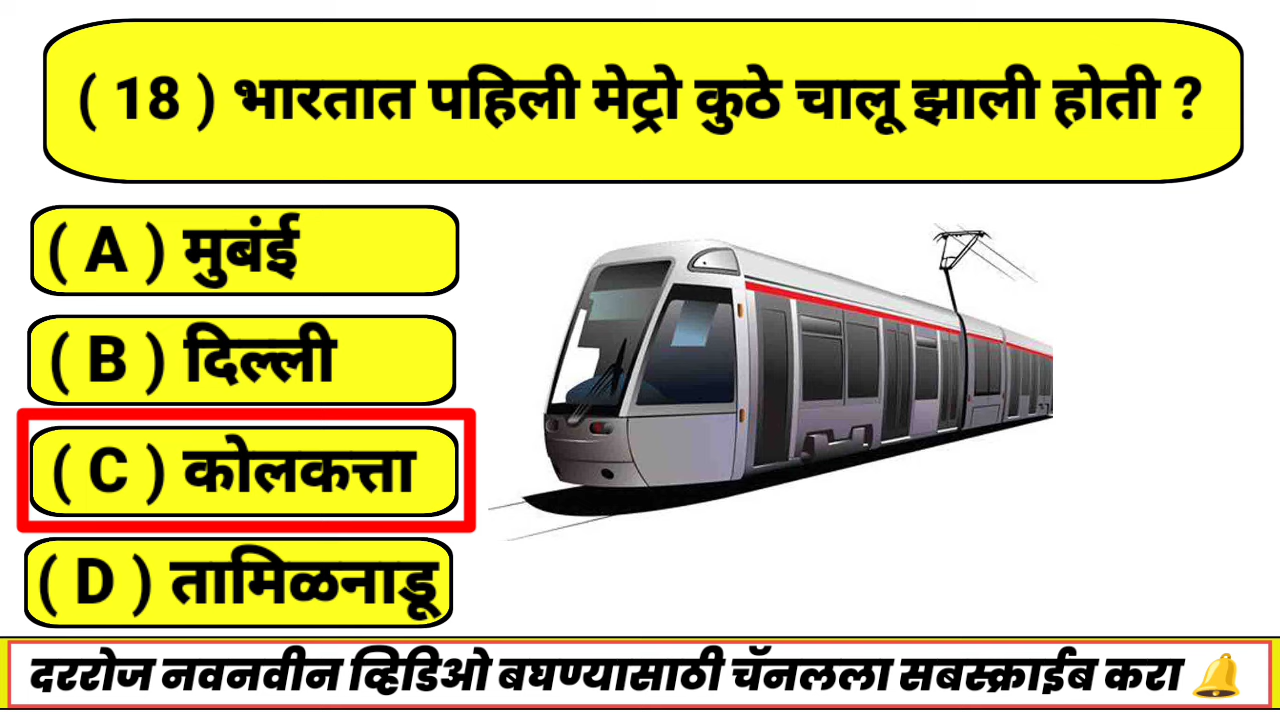 ( 18 ) भारतात पहिली मेट्रो कुठे चालू झाली होती ?
( A ) मुबंई
( B ) दिल्ली
( C ) कोलकत्ता
( D ) तामिळनाडू
दररोज नवनवीन व्हिडिओ बघण्यासाठी चॅनलला सबस्क्राईब करा 🔔